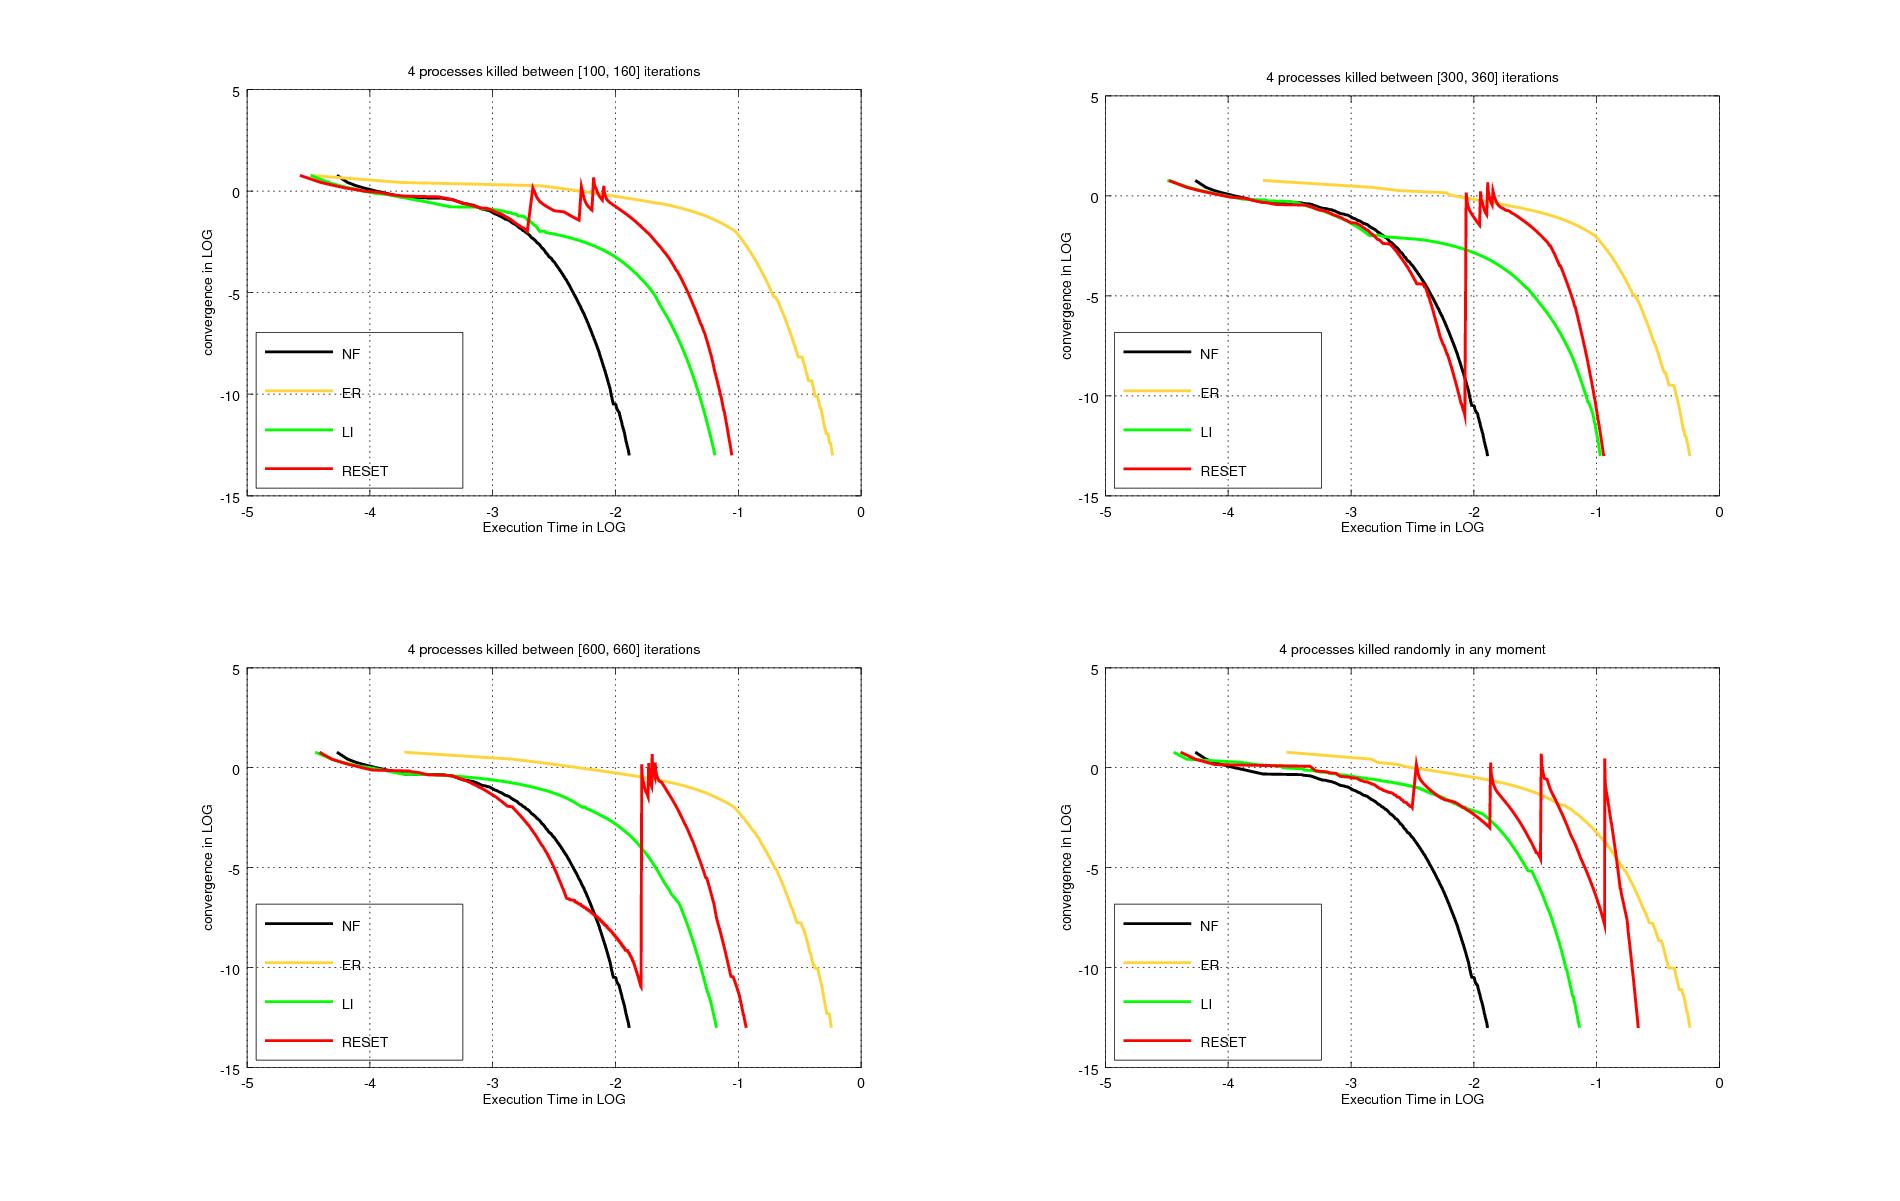 4 processes killed between [100, 160] iterations
5
0
-5
-10
-15
convergence in LOG
NF
ER
LI
RESET
-5 -4 -3 -2 -1 0
Execution Time in LOG
4 processes killed between [300, 360] iterations
5
0
-5
-10
-15
convergence in LOG
NF
ER
LI
RESET
-5 -4 -3 -2 -1 0
Execution Time in LOG
4 processes killed between [600, 660] iterations
5
0
-5
-10
-15
convergence in LOG
NF
ER
LI
RESET
-5 -4 -3 -2 -1 0
Execution Time in LOG
4 processes killed randomly in any moment
5
0
-5
-10
-15
convergence in LOG
NF
ER
LI
RESET
-5 -4 -3 -2 -1 0
Execution Time in LOG